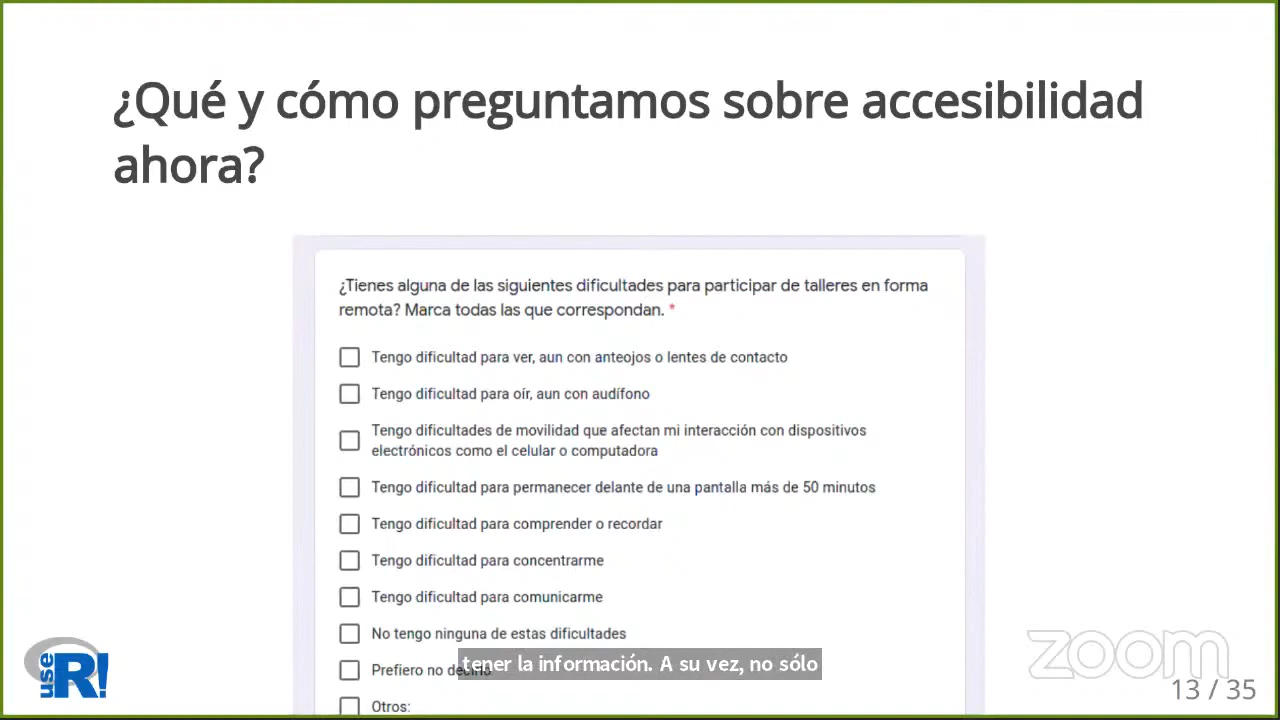 ¿Qué y cómo preguntamos sobre accesibilidad
ahora?
¿Tienes alguna de las siguientes dificultades para participar de talleres en forma
remota? Marca todas las que correspondan. *
Tengo dificultad para ver, aun con anteojos o lentes de contacto
Tengo dificultad para oír, aun con audífono
Tengo dificultades de movilidad que afectan mi interacción con dispositivos
electrónicos como el celular o computadora
Tengo dificultad para permanecer delante de una pantalla más de 50 minutos
Tengo dificultad para comprender o recordar
Tengo dificultad para concentrarme
Tengo dificultad para comunicarme
No tengo ninguna de estas dificultades
Prefiero no decirlo
tener la información. A su vez, no sólo
Otros:
useR!
zoom
13 / 35